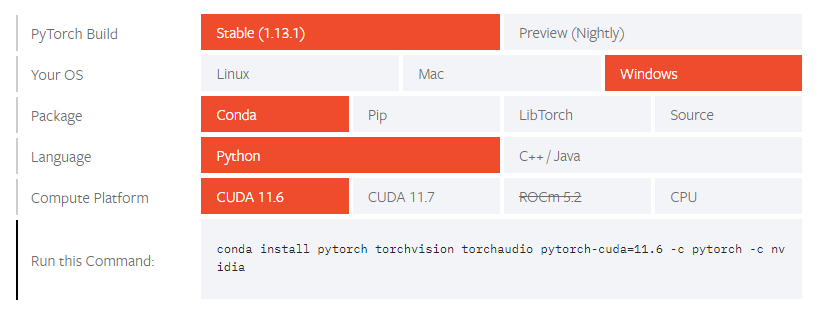 PyTorch Build Stable (1.13.1) Preview (Nightly)
Your OS Linux Mac Windows
Package Conda Pip LibTorch Source
Language Python C++ / Java
Compute Platform CUDA 11.6 CUDA 11.7 ROCm 5.2 CPU
Run this Command: conda install pytorch torchvision torchaudio pytorch-cuda=11.6 -c pytorch -c nv
idia